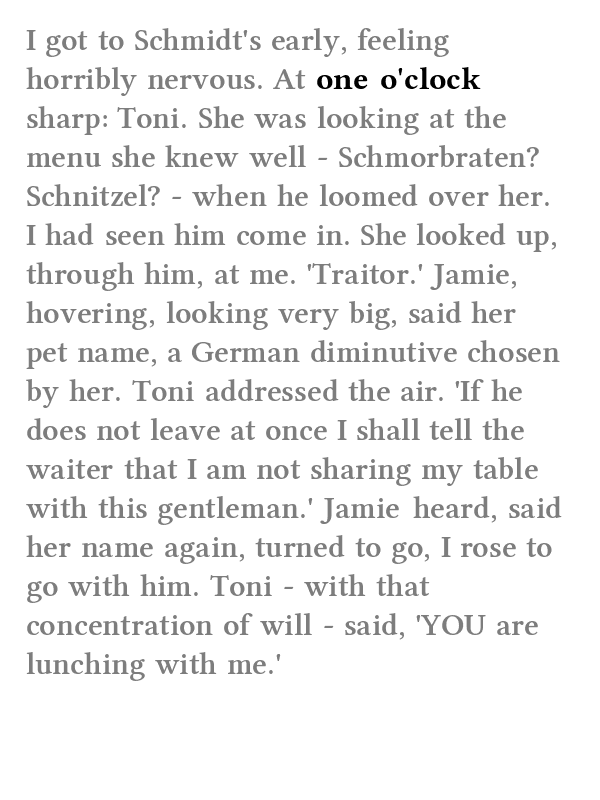 I got to Schmidt's early, feeling
horribly nervous. At one o'clock
sharp: Toni. She was looking at the
menu she knew well - Schmorbraten?
Schnitzel? - when he loomed over her.
I had seen him come in. She looked up,
through him, at me. 'Traitor.' Jamie,
hovering, looking very big, said her
pet name, a German diminutive chosen
by her. Toni addressed the air. 'If he
does not leave at once I shall tell the
waiter that I am not sharing my table
with this gentleman.' Jamie heard, said
her name again, turned to go, I rose to
go with him. Toni - with that
concentration of will - said, 'YOU are
lunching with me.'